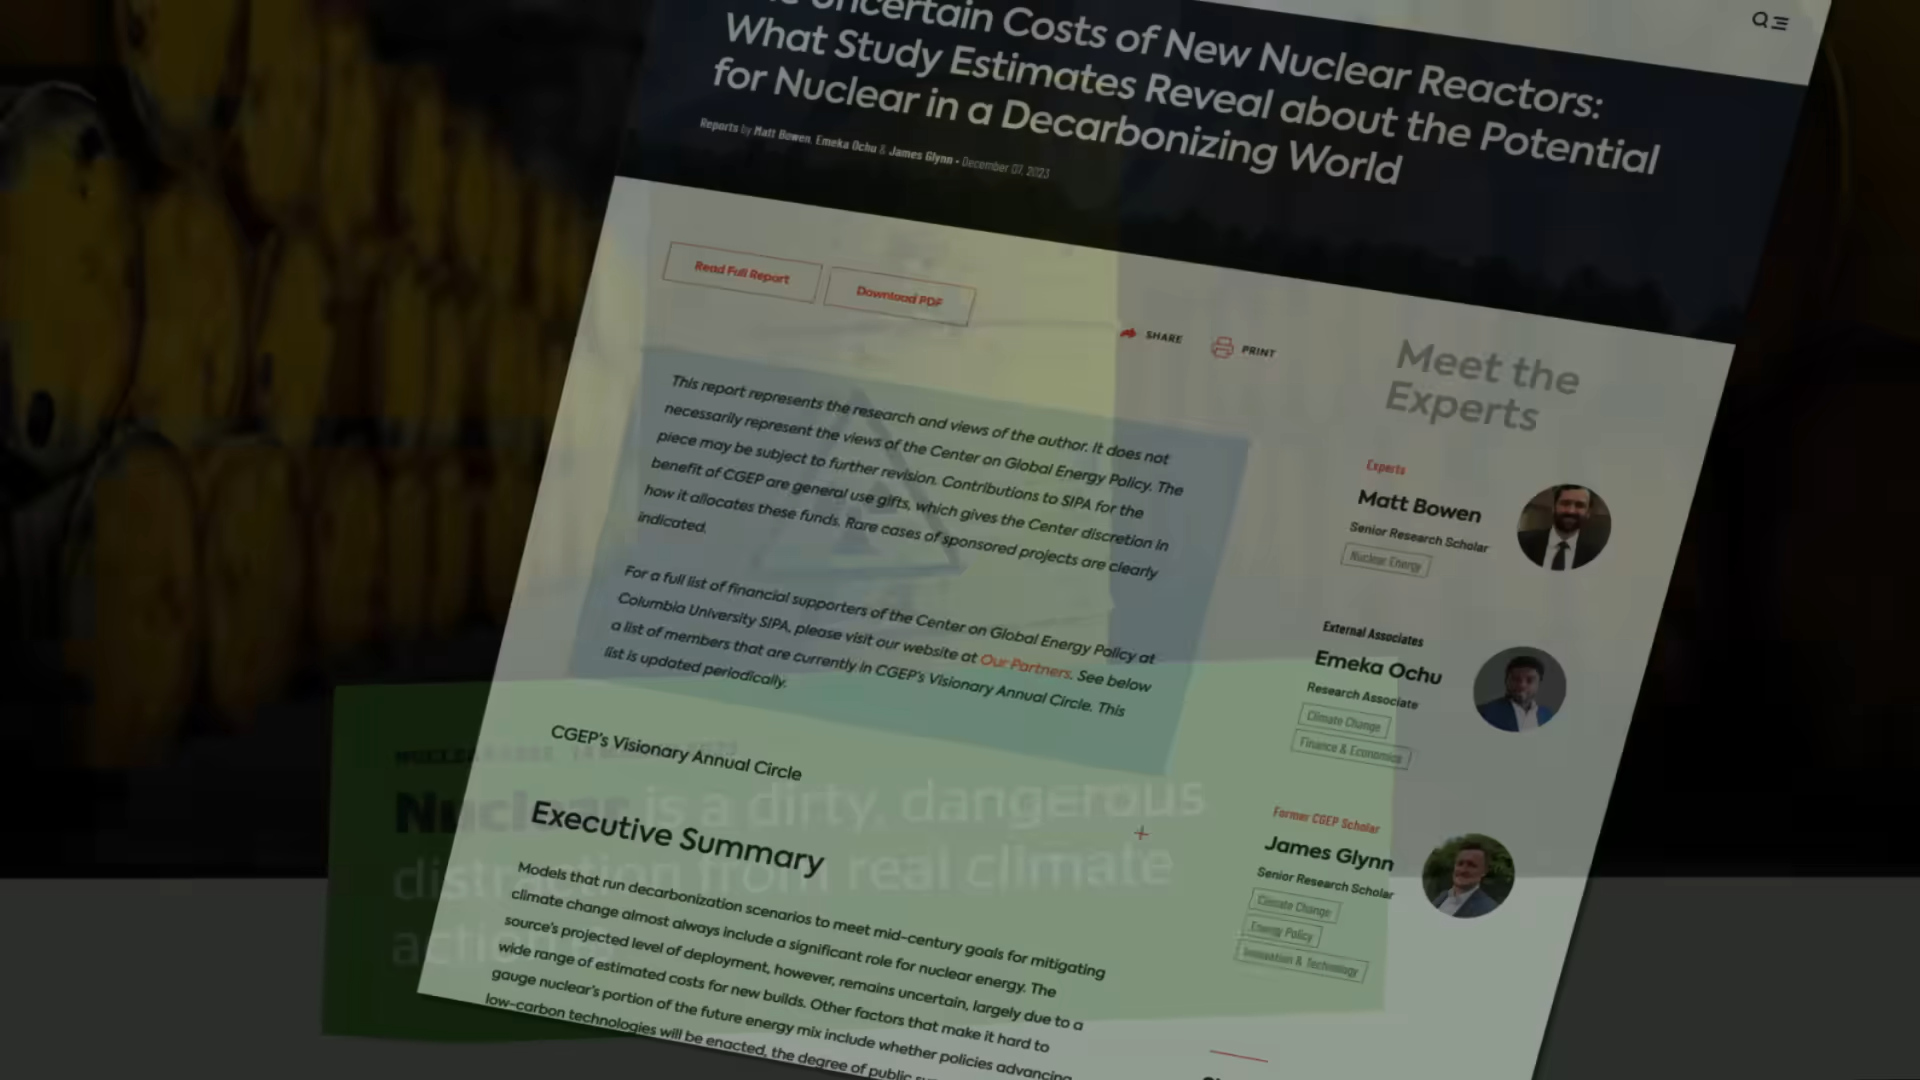 Uncertain Costs of New Nuclear Reactors:
What Study Estimates Reveal about the Potential
for Nuclear in a Decarbonizing World
Reports by Matt Bowen, Emeka Ochu & James Glynn • December 07, 2023
Read Full Report
Download PDF
SHARE
PRINT
This report represents the research and views of the author. It does not
necessarily represent the views of the Center on Global Energy Policy. The
piece may be subject to further revision. Contributions to SIPA for the
benefit of CGEP are general use gifts, which gives the Center discretion in
how it allocates these funds. Rare cases of sponsored projects are clearly
indicated.
For a full list of financial supporters of the Center on Global Energy Policy at
Columbia University SIPA, please visit our website at Our Partners. See below
a list of members that are currently in CGEP's Visionary Annual Circle. This
list is updated periodically.
CGEP's Visionary Annual Circle
+
Executive Summary
Models that run decarbonization scenarios to meet mid-century goals for mitigating
climate change almost always include a significant role for nuclear energy. The
source's projected level of deployment, however, remains uncertain, largely due to a
wide range of estimated costs for new builds. Other factors that make it hard to
gauge nuclear's portion of the future energy mix include whether policies advancing
low-carbon technologies will be enacted, the degree of public
Meet the
Experts
Experts
Matt Bowen
Senior Research Scholar
Nuclear Energy
External Associates
Emeka Ochu
Research Associate
Climate Change
Finance & Economics
Former CGEP Scholar
James Glynn
Senior Research Scholar
Climate Change
Energy Policy
Innovation & Technology
Nuclear is a dirty, dangerous
distraction from real climate
action